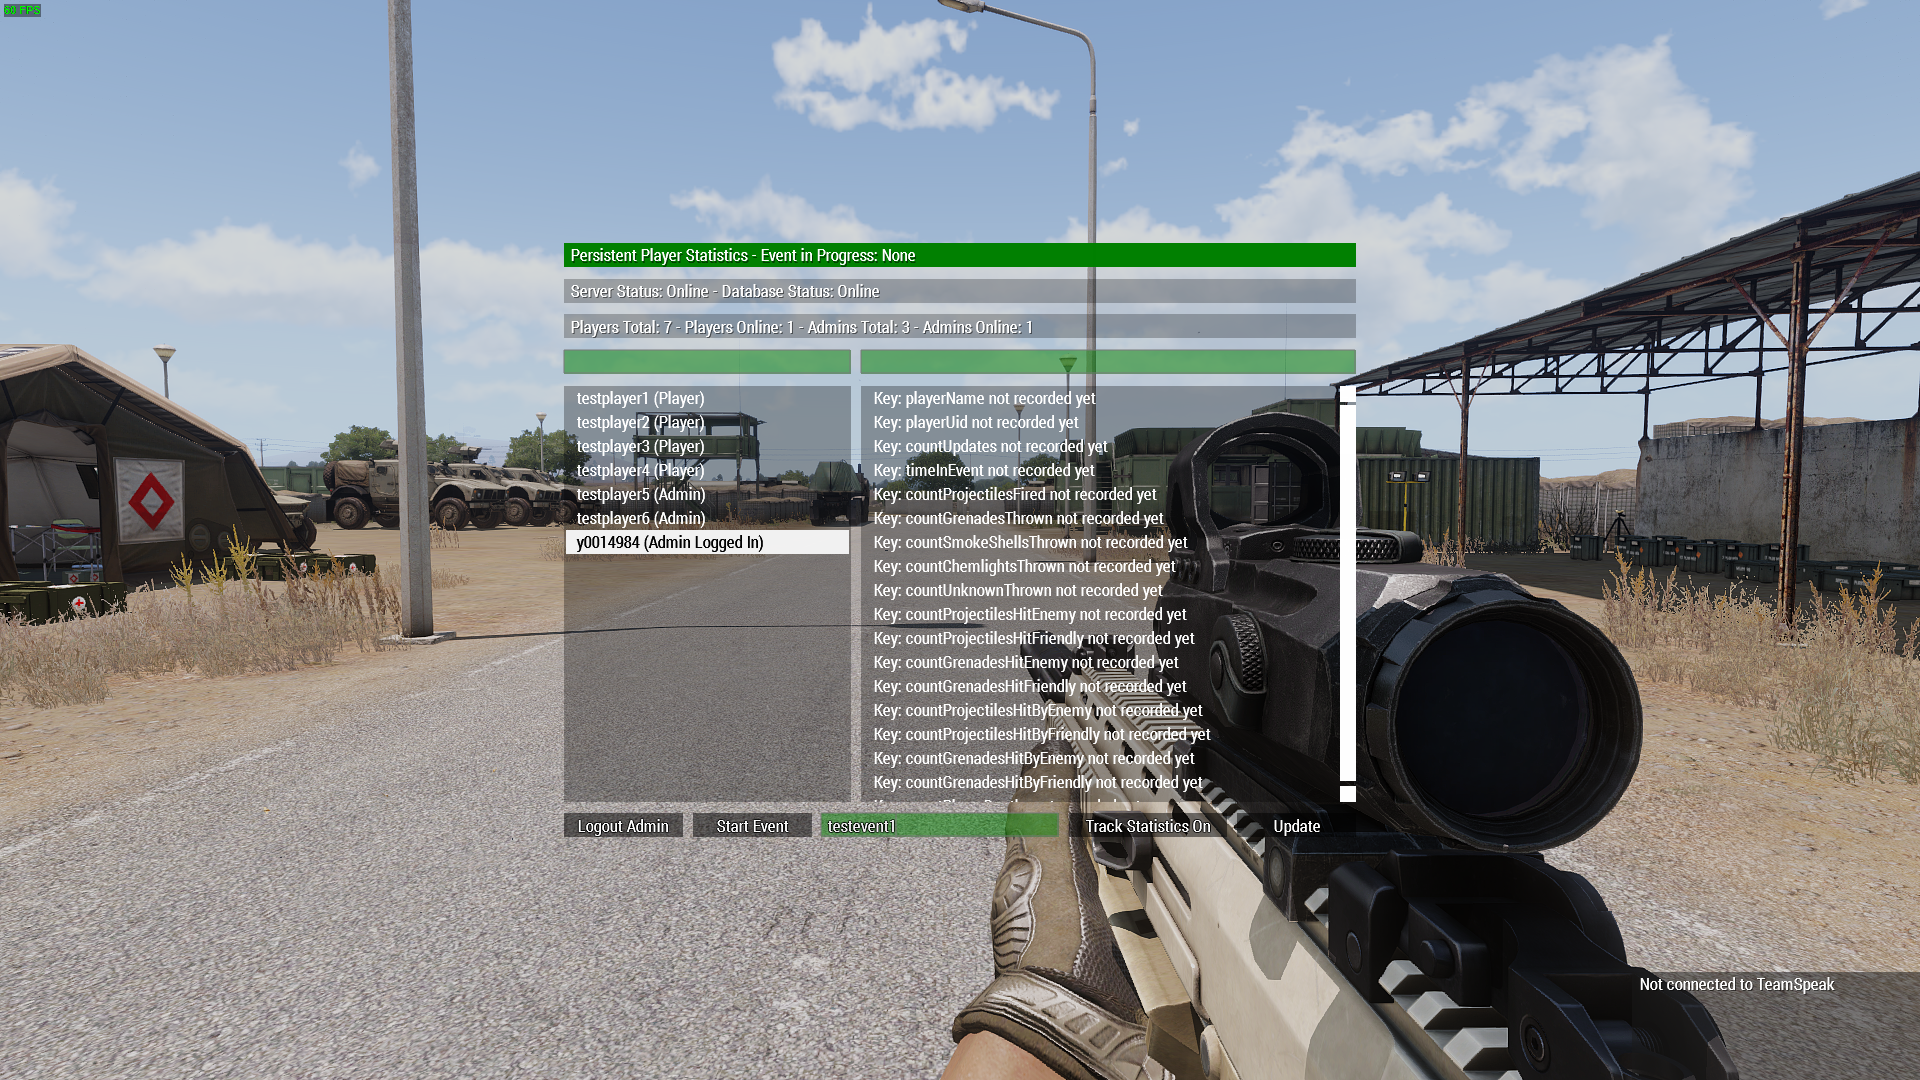 60 FPS
Persistent Player Statistics - Event in Progress: None
Server Status: Online - Database Status: Online
Players Total: 7 - Players Online: 1 - Admins Total: 3 - Admins Online: 1
testplayer1 (Player)
testplayer2 (Player)
testplayer3 (Player)
testplayer4 (Player)
testplayer5 (Admin)
testplayer6 (Admin)
y0014984 (Admin Logged In)
Key: playerName not recorded yet
Key: playerUid not recorded yet
Key: countUpdates not recorded yet
Key: timeInEvent not recorded yet
Key: countProjectilesFired not recorded yet
Key: countGrenadesThrown not recorded yet
Key: countSmokeShellsThrown not recorded yet
Key: countChemlightsThrown not recorded yet
Key: countUnknownThrown not recorded yet
Key: countProjectilesHitEnemy not recorded yet
Key: countProjectilesHitFriendly not recorded yet
Key: countGrenadesHitEnemy not recorded yet
Key: countGrenadesHitFriendly not recorded yet
Key: countProjectilesHitByEnemy not recorded yet
Key: countProjectilesHitByFriendly not recorded yet
Key: countGrenadesHitByEnemy not recorded yet
Key: countGrenadesHitByFriendly not recorded yet
Logout Admin
Start Event
testevent1
Track Statistics On
Update
Not connected to TeamSpeak